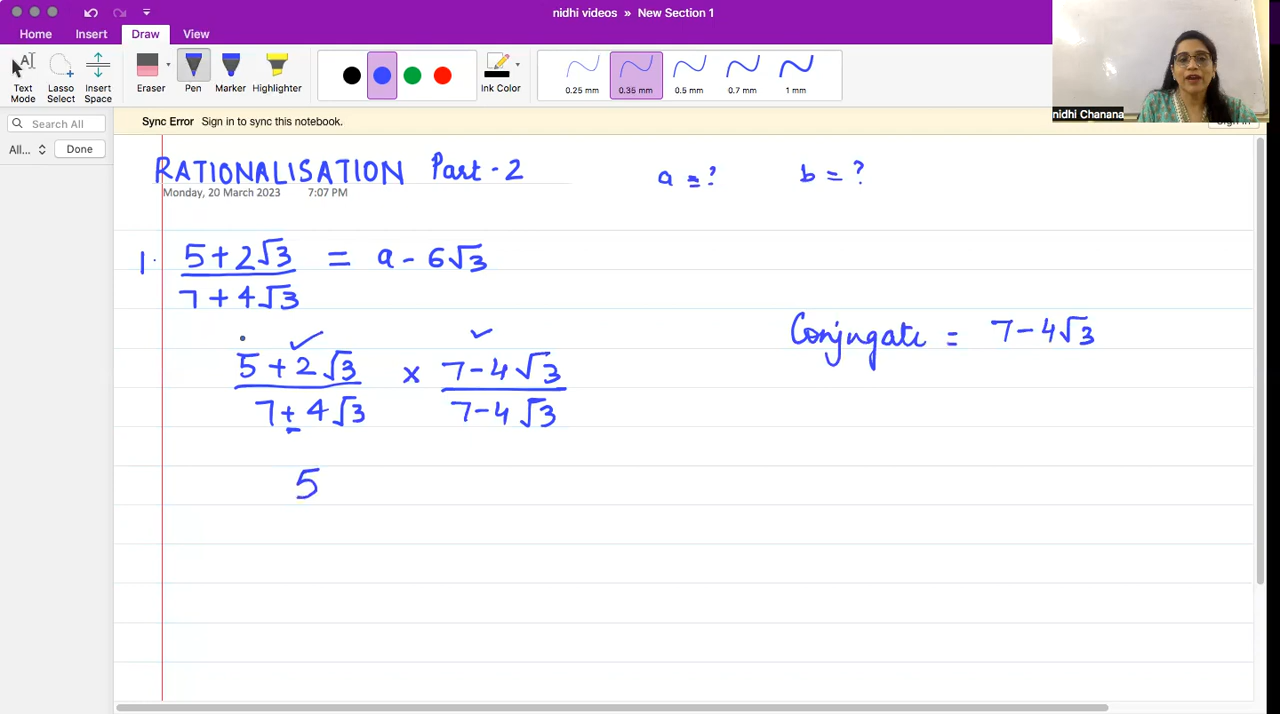 nidhi videos » New Section 1
Home Insert Draw View
Text Mode Lasso Select Insert Space Eraser Pen Marker Highlighter Ink Color 0.25 mm 0.35 mm 0.5 mm 0.7 mm 1 mm
nidhi Chanana
Sync Error Sign in to sync this notebook.
Search All
All... Done
RATIONALISATION Part - 2 a = ? b = ?
Monday, 20 March 2023 7:07 PM
1. 5 + 2√3 = a - 6√3
7 + 4√3
Conjugate = 7 - 4√3
5 + 2√3 × 7 - 4√3
7 + 4√3 7 - 4√3
5